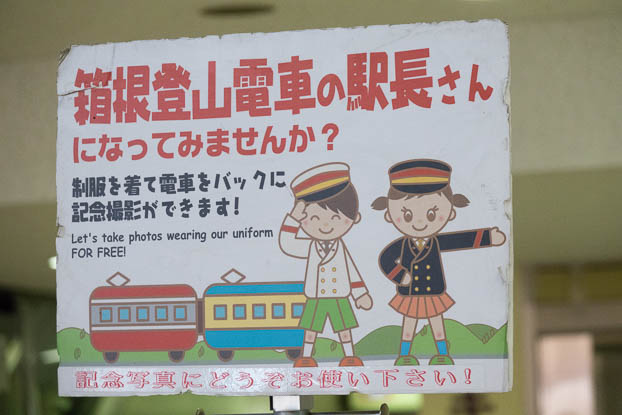 箱根登山電車の駅長さん
になってみませんか？
制服を着て電車をバックに
記念撮影ができます!
Let's take photos wearing our uniform
FOR FREE!
記念写真にどうぞお使い下さい!